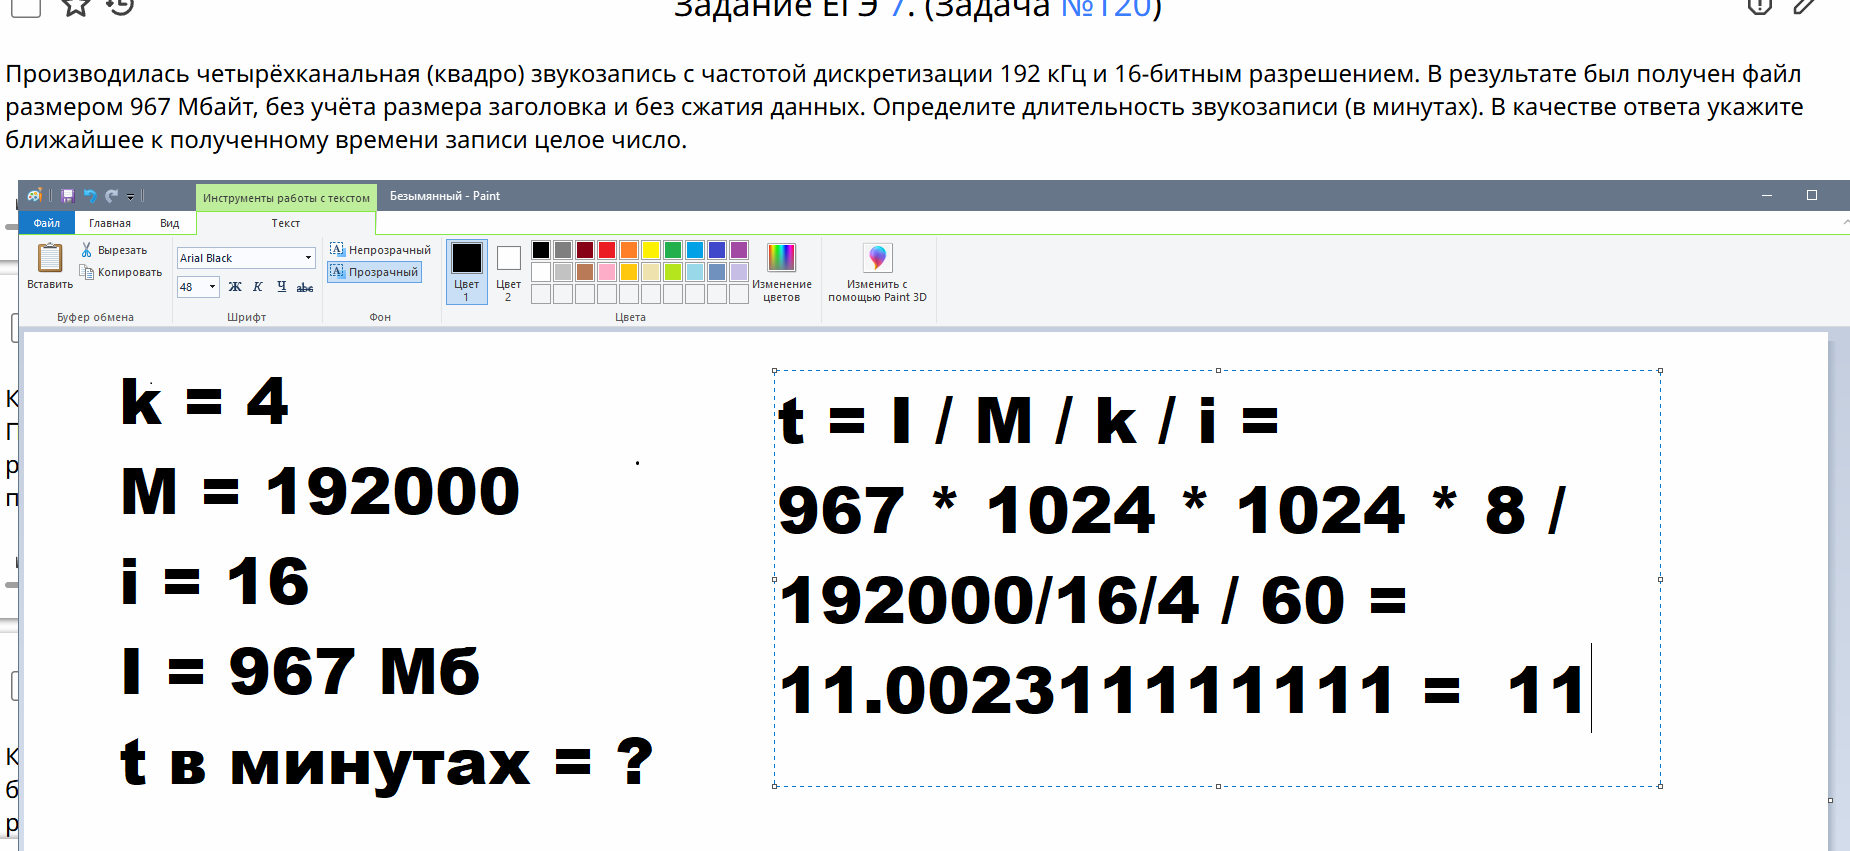 Задание ЕГЭ 7. (Задача №120)
Производилась четырёхканальная (квадро) звукозапись с частотой дискретизации 192 кГц и 16-битным разрешением. В результате был получен файл
размером 967 Мбайт, без учёта размера заголовка и без сжатия данных. Определите длительность звукозаписи (в минутах). В качестве ответа укажите
ближайшее к полученному времени записи целое число.
Инструменты работы с текстом
Безымянный - Paint
Файл
Главная
Вид
Текст
Вставить
Вырезать
Копировать
Буфер обмена
Arial Black
48
Ж К Ч abc
Шрифт
Непрозрачный
Прозрачный
Фон
Цвет 1
Цвет 2
Изменение цветов
Цвета
Изменить с помощью Paint 3D
k = 4
M = 192000
i = 16
I = 967 Мб
t в минутах = ?
t = I / M / k / i =
967 * 1024 * 1024 * 8 /
192000/16/4 / 60 =
11.002311111111 = 11
К
Г
р
п
К
б
р